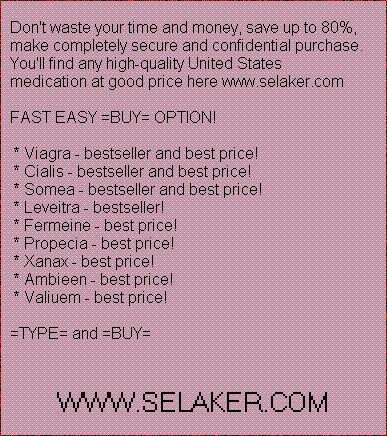 Don't waste your time and money, save up to 80%,
make completely secure and confidential purchase.
You'll find any high-quality United States
medication at good price here www.selaker.com
FAST EASY =BUY= OPTION!
* Viagra - bestseller and best price!
* Cialis - bestseller and best price!
* Somea - bestseller and best price!
* Leveitra - bestseller!
* Fermeine - best price!
* Propecia - best price!
* Xanax - best price!
* Ambieen - best price!
* Valiuem - best price!
=TYPE= and =BUY=
WWW.SELAKER.COM